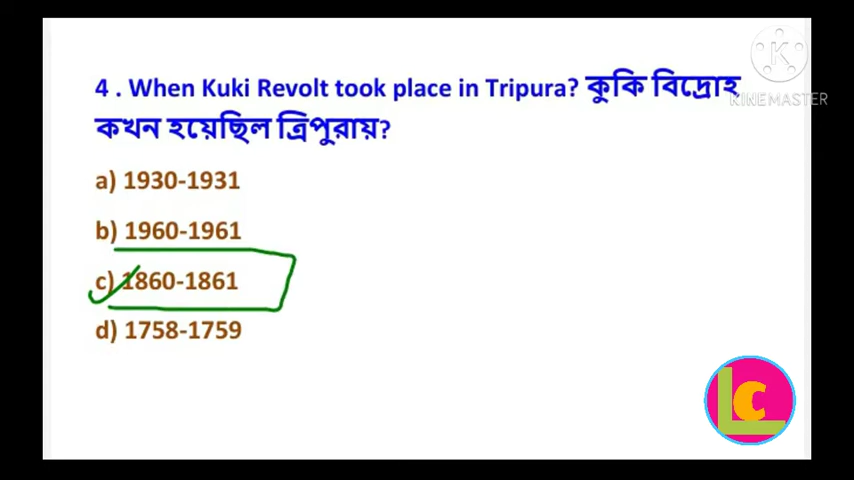 4 . When Kuki Revolt took place in Tripura? কুকি বিদ্রোহ
কখন হয়েছিল ত্রিপুরায়?
a) 1930-1931
b) 1960-1961
c) 1860-1861
d) 1758-1759
K
KINEMASTER
LC